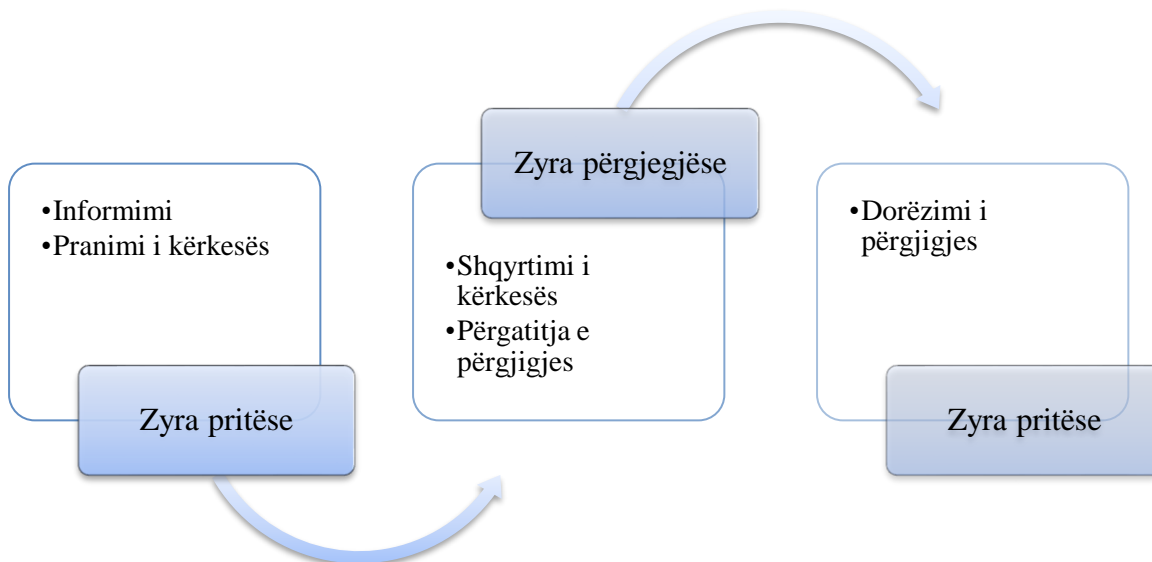 •Informimi
•Pranimi i kërkesës
Zyra pritëse
Zyra përgjegjëse
•Shqyrtimi i
kërkesës
•Përgatitja e
përgjigjes
•Dorëzimi i
përgjigjes
Zyra pritëse